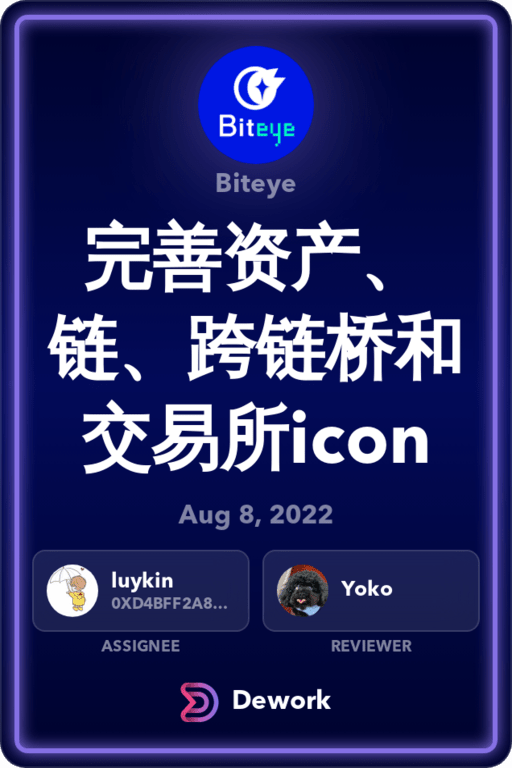 Biteye
Biteye
完善资产、
链、跨链桥和
交易所icon
Aug 8, 2022
luykin
0XD4BFF2A8...
Yoko
ASSIGNEE
REVIEWER
Dework